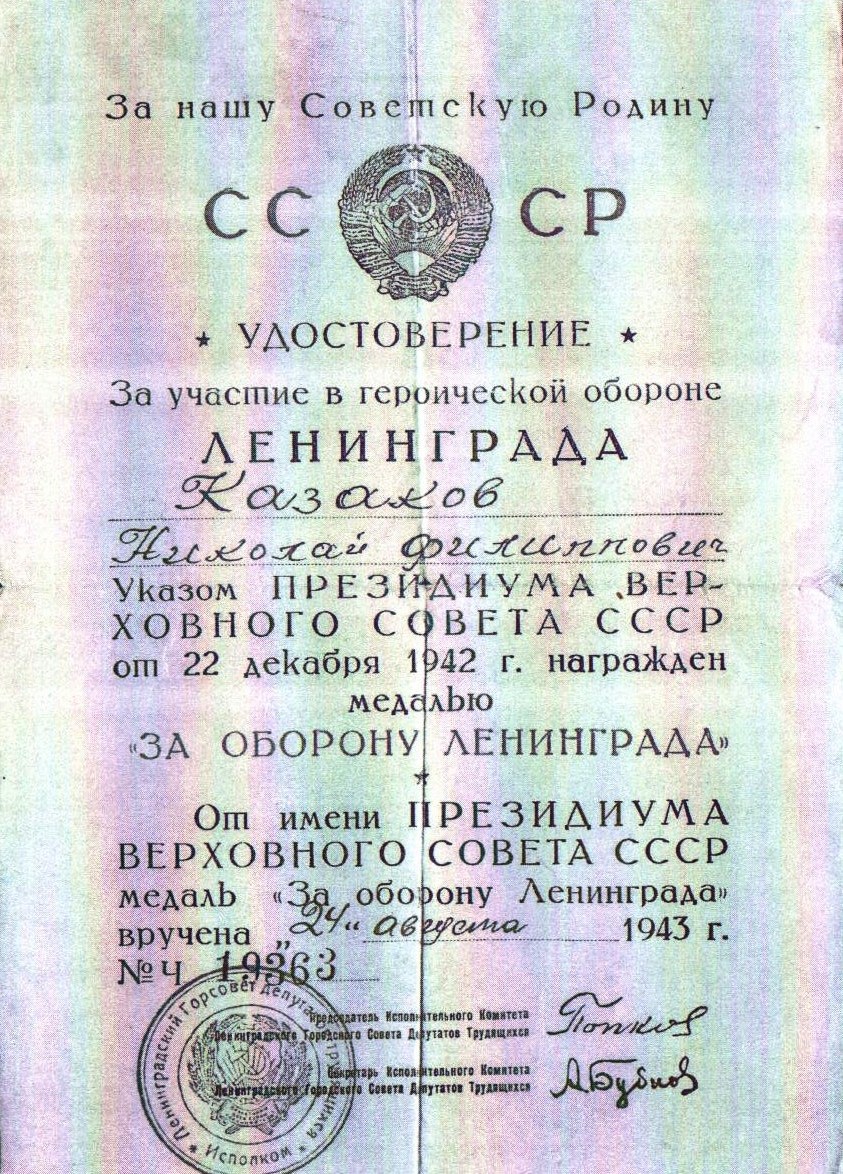 За нашу Советскую Родину
СС СР
★ УДОСТОВЕРЕНИЕ ★
За участие в героической обороне
ЛЕНИНГРАДА
Казаков
Николай Филиппович
Указом ПРЕЗИДИУМА ВЕР-
ХОВНОГО СОВЕТА СССР
от 22 декабря 1942 г. награжден
медалью
«ЗА ОБОРОНУ ЛЕНИНГРАДА»
★
От имени ПРЕЗИДИУМА
ВЕРХОВНОГО СОВЕТА СССР
медаль «За оборону Ленинграда»
вручена „24“ августа 1943 г.
№ Ч 19363
Председатель Исполнительного Комитета
Ленинградского Городского Совета Депутатов Трудящихся
Попков
Секретарь Исполнительного Комитета
Ленинградского Городского Совета Депутатов Трудящихся
А Бубнов
Ленинградский Горсовет Депутатов Трудящихся
★ Исполком ★